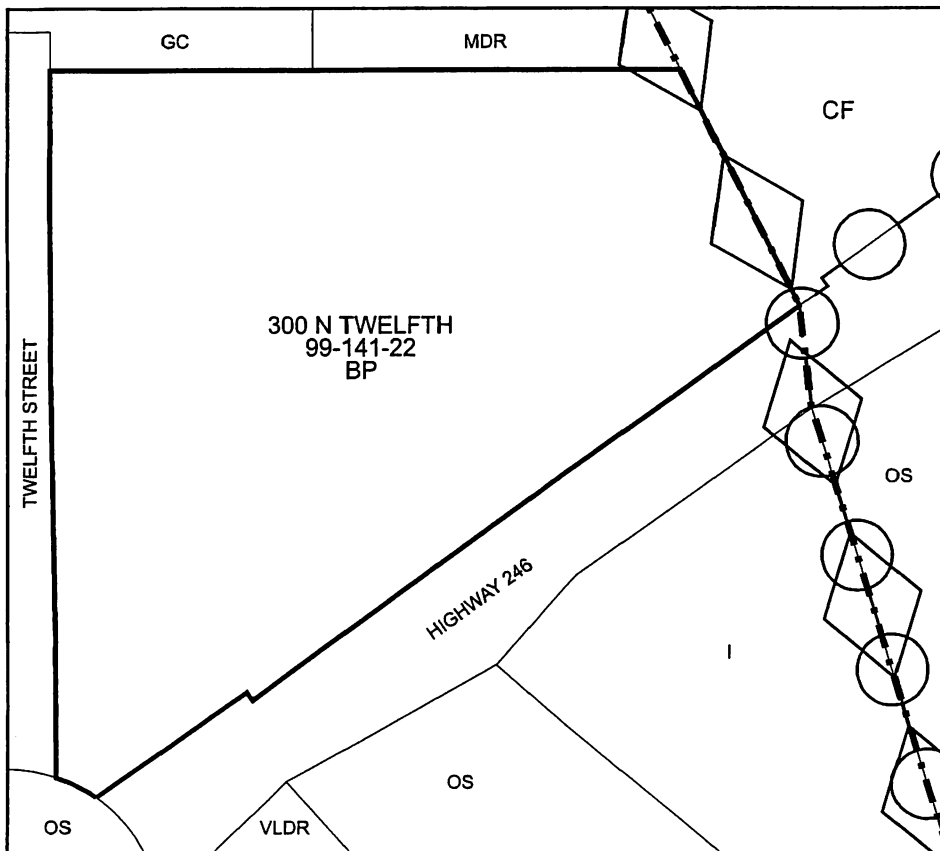 GC
MDR
CF
300 N TWELFTH
99-141-22
BP
TWELFTH STREET
OS
HIGHWAY 246
I
OS
OS
VLDR